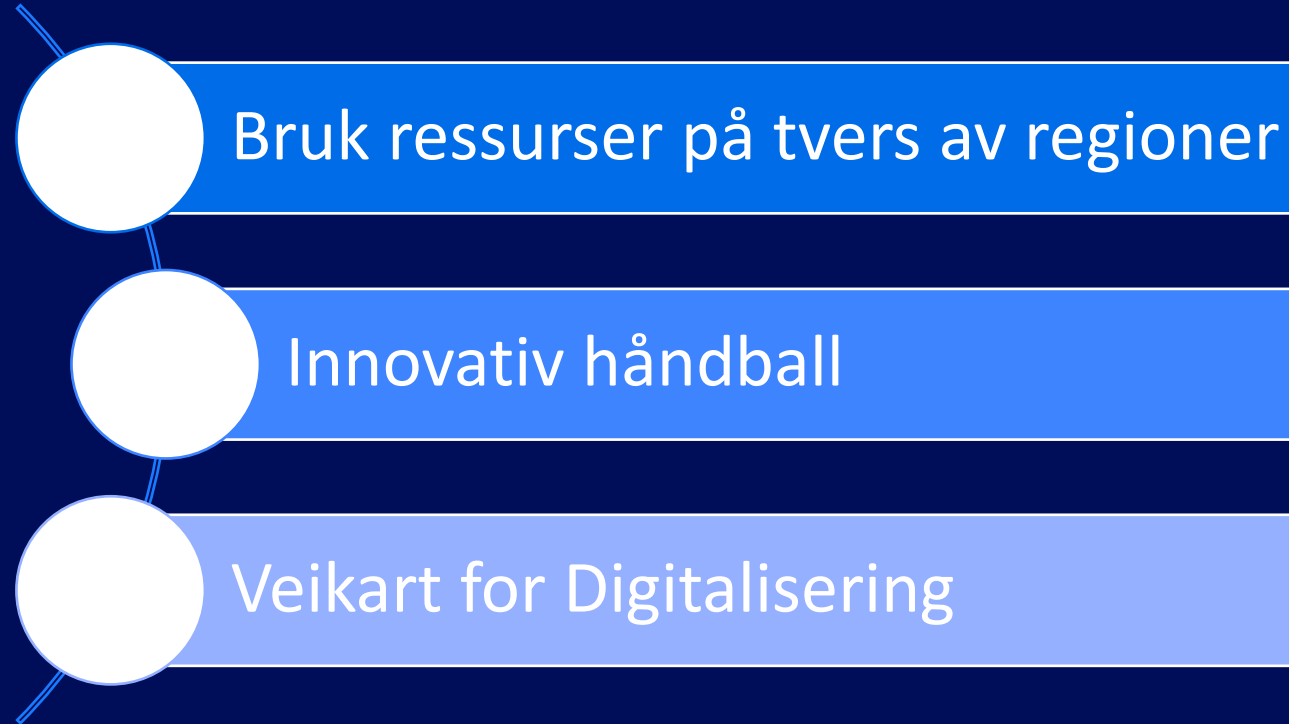 Bruk ressurser på tvers av regioner
Innovativ håndball
Veikart for Digitalisering